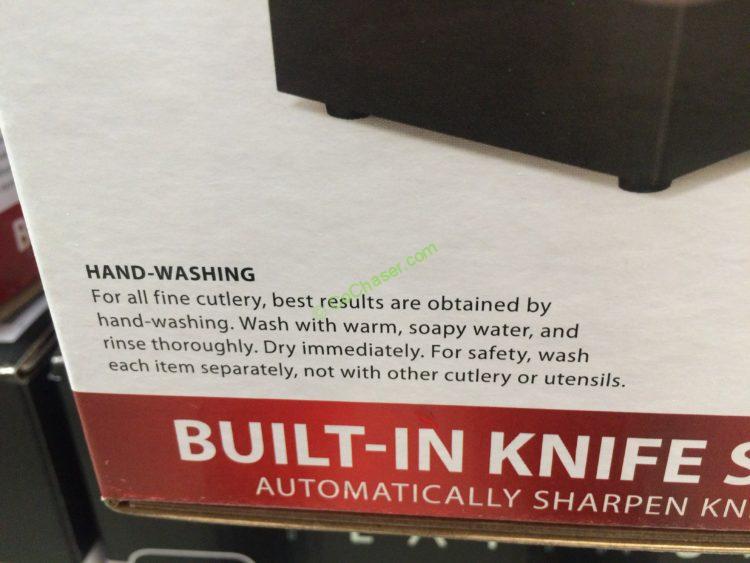 HAND-WASHING
For all fine cutlery, best results are obtained by
hand-washing. Wash with warm, soapy water, and
rinse thoroughly. Dry immediately. For safety, wash
each item separately, not with other cutlery or utensils.
BUILT-IN KNIFE S
AUTOMATICALLY SHARPEN KN